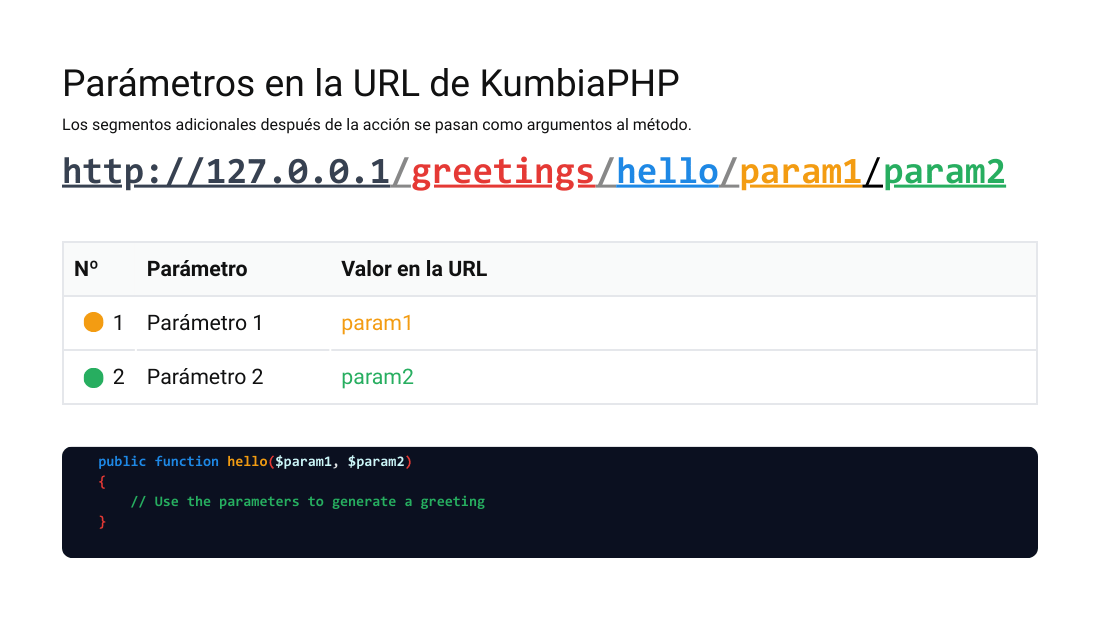 Parámetros en la URL de KumbiaPHP
Los segmentos adicionales después de la acción se pasan como argumentos al método.
http://127.0.0.1/greetings/hello/param1/param2
Nº Parámetro Valor en la URL
1 Parámetro 1 param1
2 Parámetro 2 param2
public function hello($param1, $param2)
{
// Use the parameters to generate a greeting
}